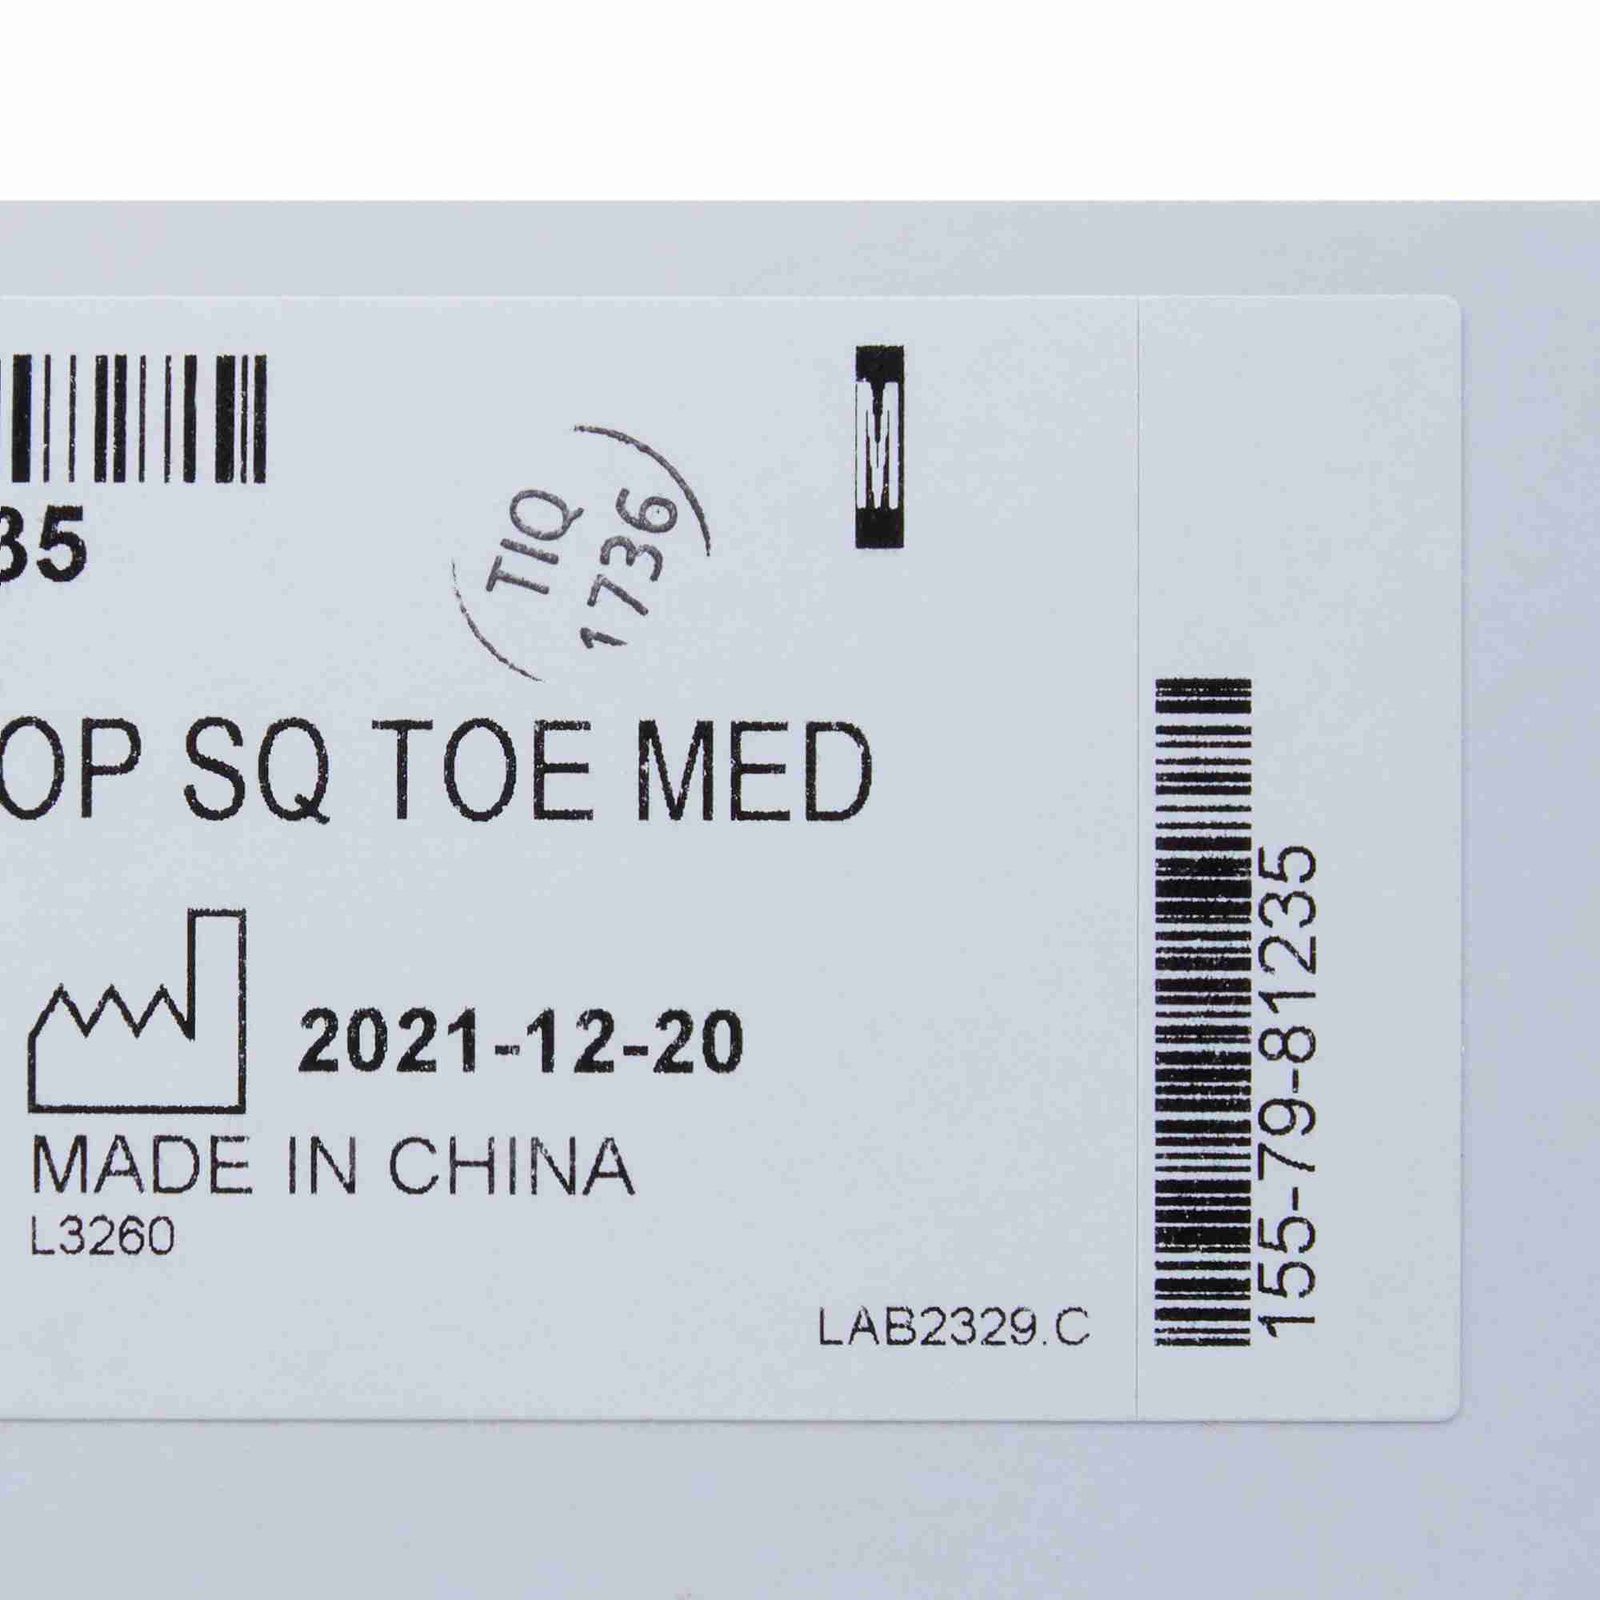 35
TIQ
1736
M
OP SQ TOE MED
2021-12-20
MADE IN CHINA
L3260
LAB2329.C
155-79-81235